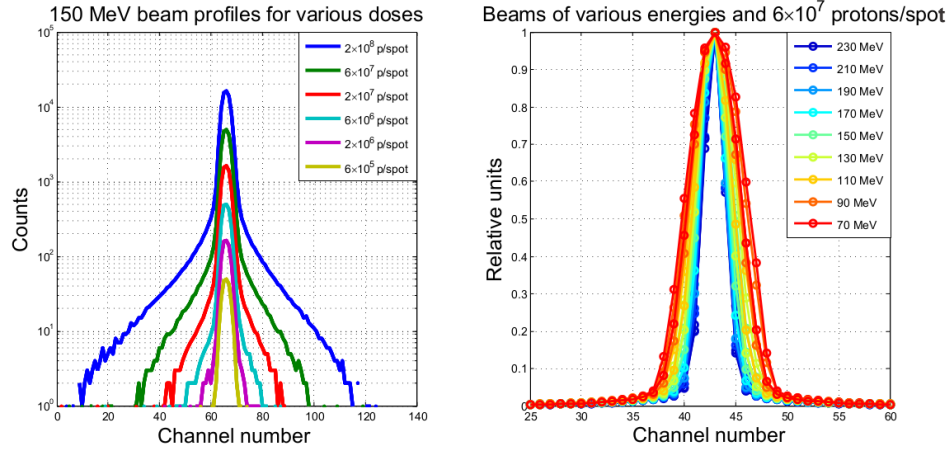 150 MeV beam profiles for various doses
Counts
10⁵
10⁴
10³
10²
10¹
10⁰
0
20
40
60
80
100
120
140
Channel number
2×10⁸ p/spot
6×10⁷ p/spot
2×10⁷ p/spot
6×10⁶ p/spot
2×10⁶ p/spot
6×10⁵ p/spot
Beams of various energies and 6×10⁷ protons/spot
Relative units
1
0.9
0.8
0.7
0.6
0.5
0.4
0.3
0.2
0.1
0
25
30
35
40
45
50
55
60
Channel number
230 MeV
210 MeV
190 MeV
170 MeV
150 MeV
130 MeV
110 MeV
90 MeV
70 MeV